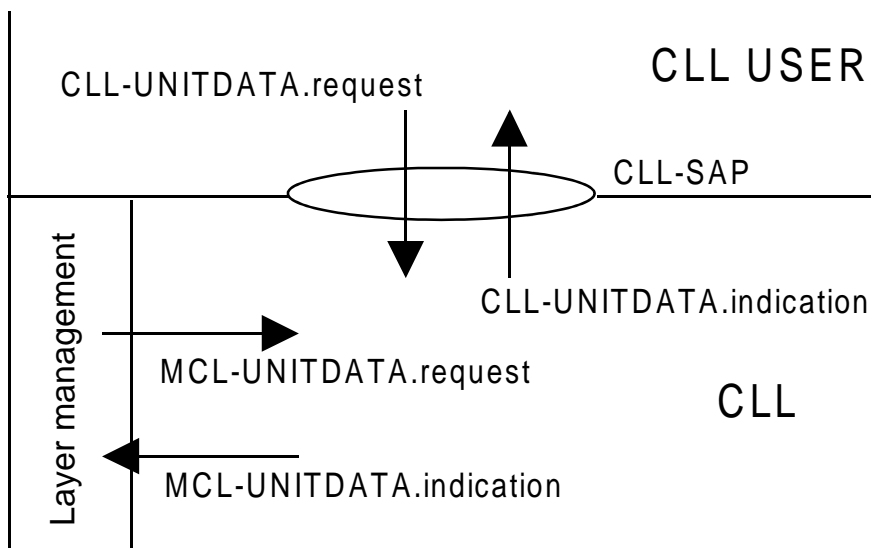 CLL USER
CLL-UNITDATA.request
CLL-SAP
CLL-UNITDATA.indication
Layer management
MCL-UNITDATA.request
CLL
MCL-UNITDATA.indication